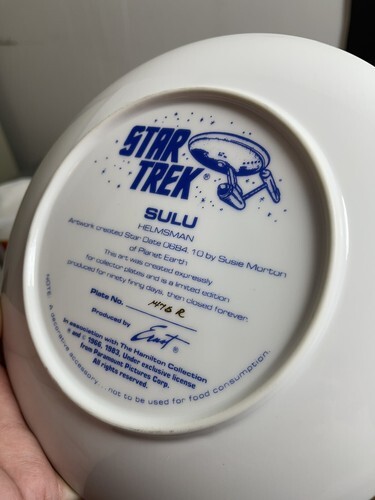 STAR
TREK®
SULU
HELMSMAN
Artwork created Star Date 0684.10 by Susie Morton
of Planet Earth
This art was created expressly
for collector plates and is a limited edition
produced for ninety firing days, then closed forever.
Plate No. 1476 R
Produced by Ernst®
In association with The Hamilton Collection
® and © 1966, 1983, Under exclusive license
from Paramount Pictures Corp.
All rights reserved.
NOTE: A decorative accessory... not to be used for food consumption.